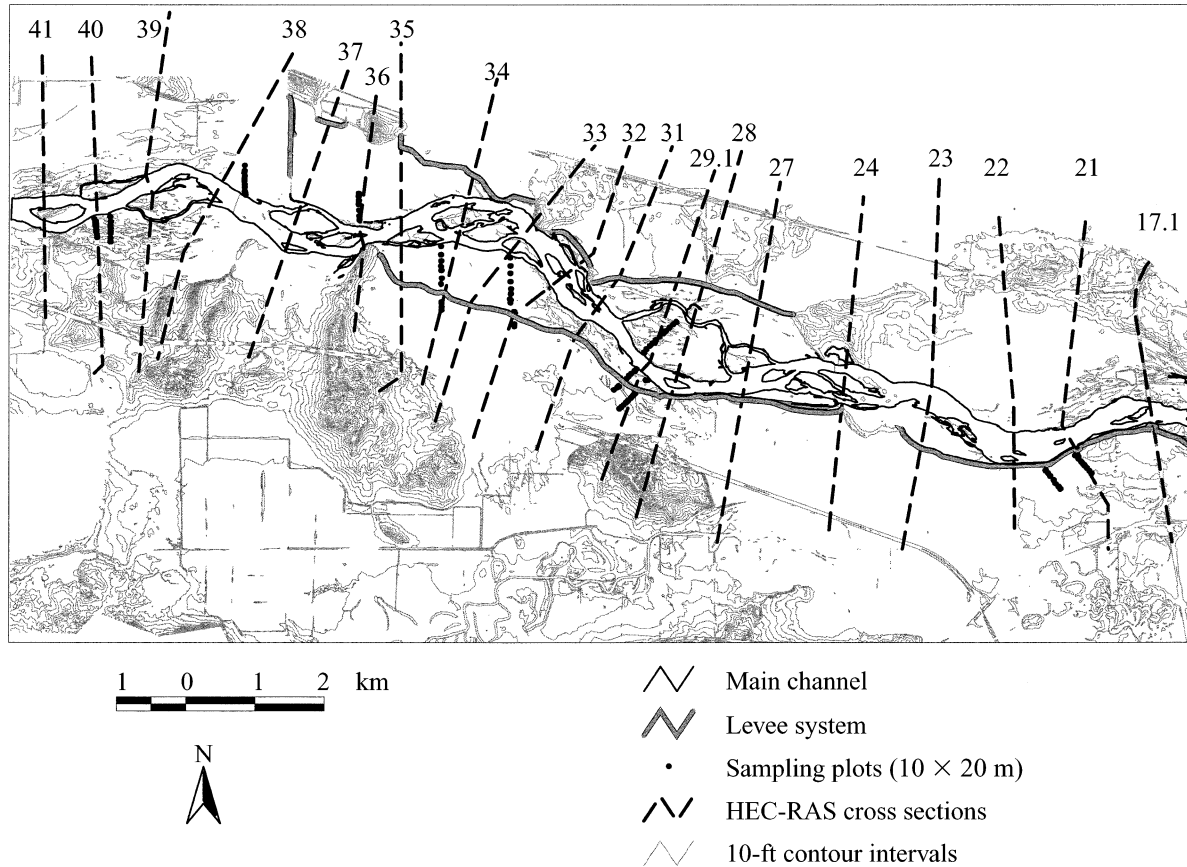 41
40
39
38
37
36
35
34
33
32
31
29.1
28
27
24
23
22
21
17.1
1 0 1 2 km
N
Main channel
Levee system
Sampling plots (10 × 20 m)
HEC-RAS cross sections
10-ft contour intervals